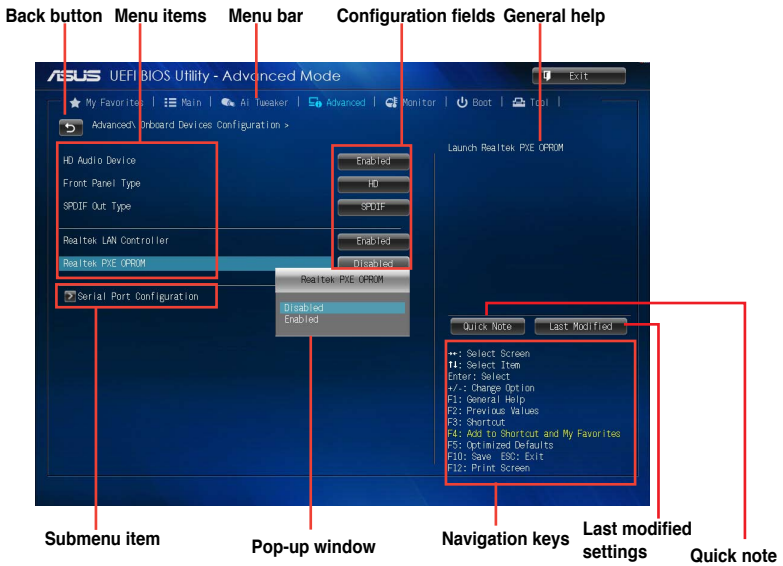 Back button Menu items Menu bar Configuration fields General help
ASUS UEFI BIOS Utility - Advanced Mode
Exit
My Favorites | Main | Ai Tweaker | Advanced | Monitor | Boot | Tool |
Advanced\ Onboard Devices Configuration >
Launch Realtek PXE OPROM
HD Audio Device Enabled
Front Panel Type HD
SPDIF Out Type SPDIF
Realtek LAN Controller Enabled
Realtek PXE OPROM Disabled
Realtek PXE OPROM
Disabled
Enabled
Serial Port Configuration
Quick Note Last Modified
→←: Select Screen
↑↓: Select Item
Enter: Select
+/-: Change Option
F1: General Help
F2: Previous Values
F3: Shortcut
F4: Add to Shortcut and My Favorites
F5: Optimized Defaults
F10: Save ESC: Exit
F12: Print Screen
Submenu item
Pop-up window
Navigation keys
Last modified
settings
Quick note